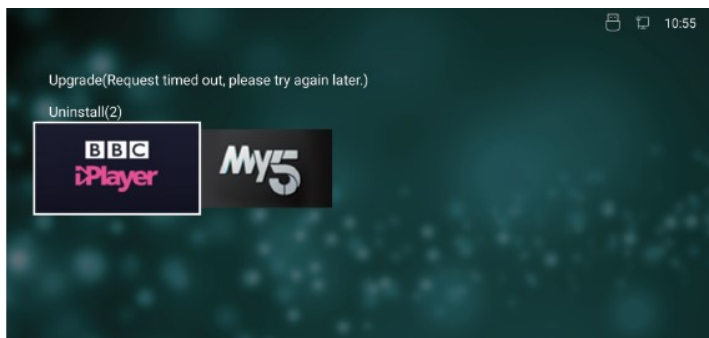 10:55
Upgrade(Request timed out, please try again later.)
Uninstall(2)
BBC
iPlayer
My5